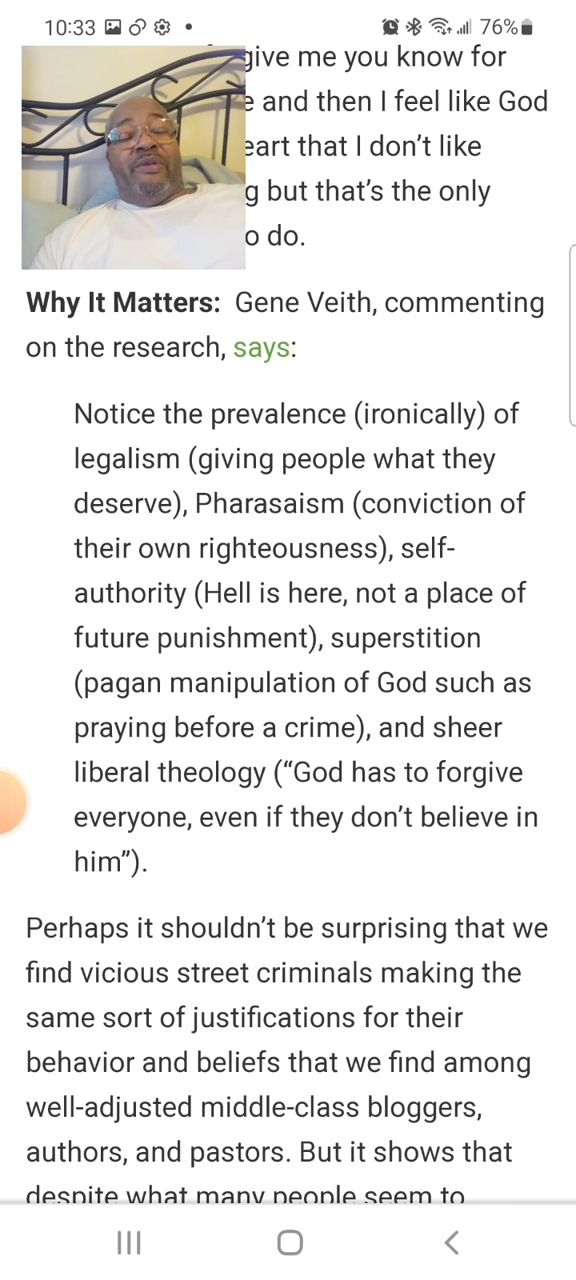 10:33
76%
give me you know for
and then I feel like God
eart that I don't like
g but that's the only
o do.
Why It Matters: Gene Veith, commenting
on the research, says:
Notice the prevalence (ironically) of
legalism (giving people what they
deserve), Pharasaism (conviction of
their own righteousness), self-
authority (Hell is here, not a place of
future punishment), superstition
(pagan manipulation of God such as
praying before a crime), and sheer
liberal theology (“God has to forgive
everyone, even if they don't believe in
him”).
Perhaps it shouldn't be surprising that we
find vicious street criminals making the
same sort of justifications for their
behavior and beliefs that we find among
well-adjusted middle-class bloggers,
authors, and pastors. But it shows that
despite what many people seem to